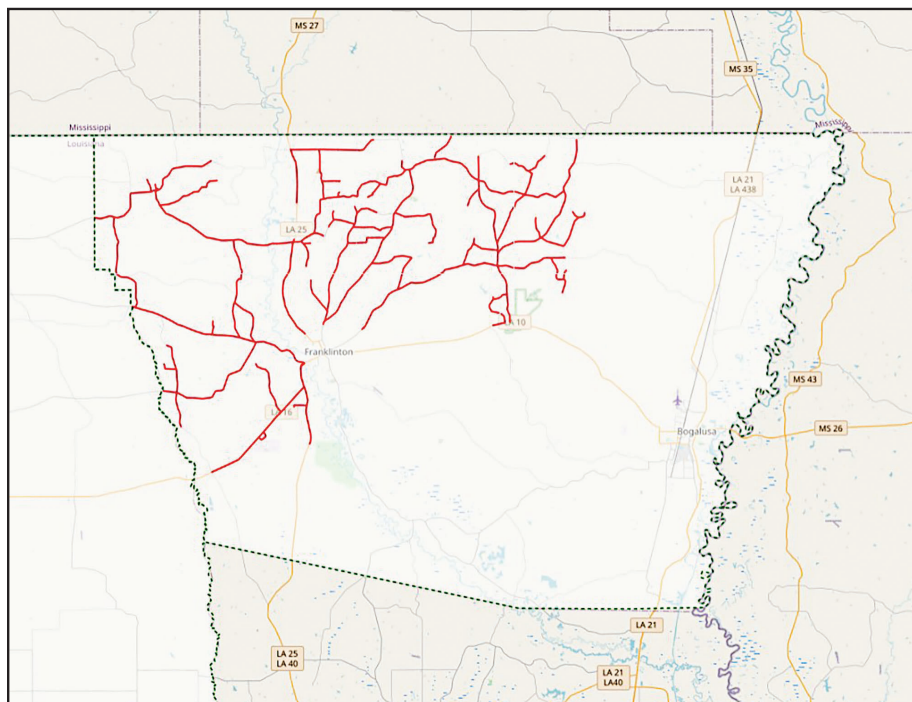 MS 27
MS 35
Mississippi
Louisiana
Mississippi
LA 21
LA 438
LA 25
LA 10
Franklinton
MS 43
LA 16
Bogalusa
MS 26
LA 21
LA 25
LA 40
LA 21
LA40